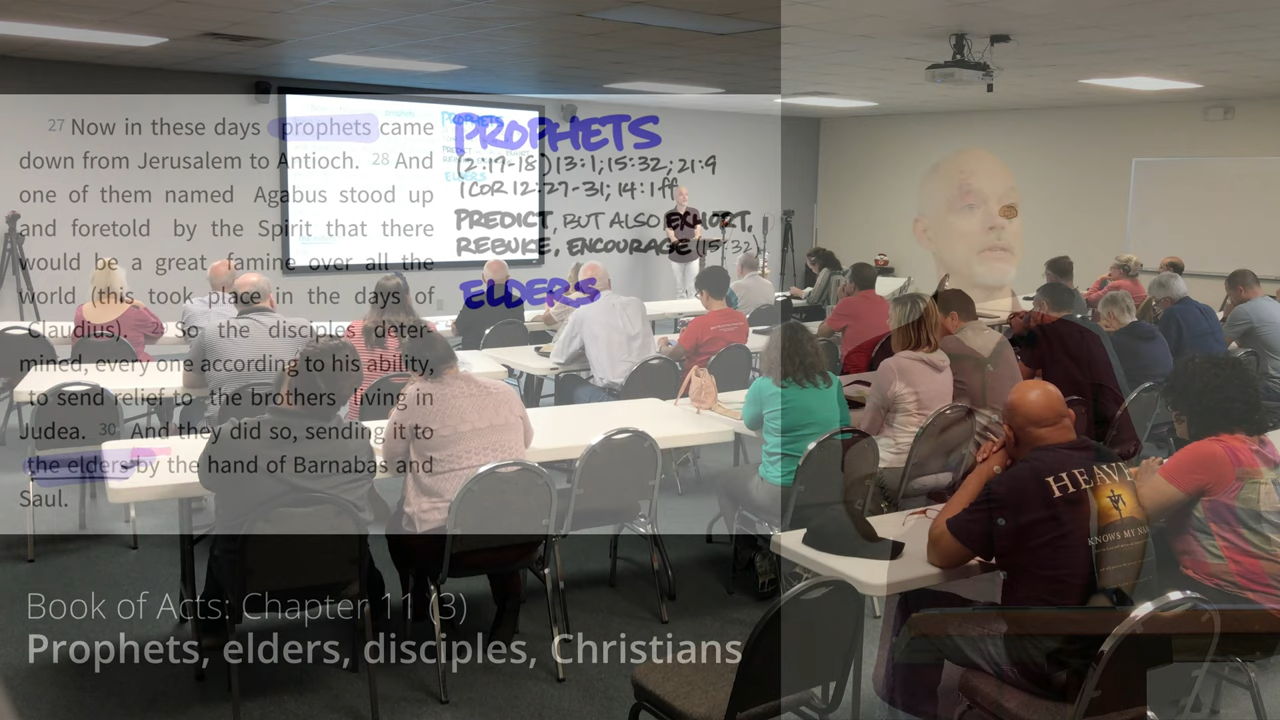 27 Now in these days prophets came
down from Jerusalem to Antioch. 28 And
one of them named Agabus stood up
and foretold by the Spirit that there
would be a great famine over all the
world (this took place in the days of
Claudius). So the disciples deter-
mined, every one according to his ability,
to send relief to the brothers living in
Judea. 30 And they did so, sending it to
the elders by the hand of Barnabas and
Saul.
PROPHETS
(2:17-18) 13:1; 15:32; 21:9
1 COR 12:27-31; 14:1ff
PREDICT, BUT ALSO EXHORT,
REBUKE, ENCOURAGE (15:32)
ELDERS
PROPHETS
ELDERS
HEAVEN
KNOWS MY NA
Book of Acts: Chapter 11 (3)
Prophets, elders, disciples, Christians